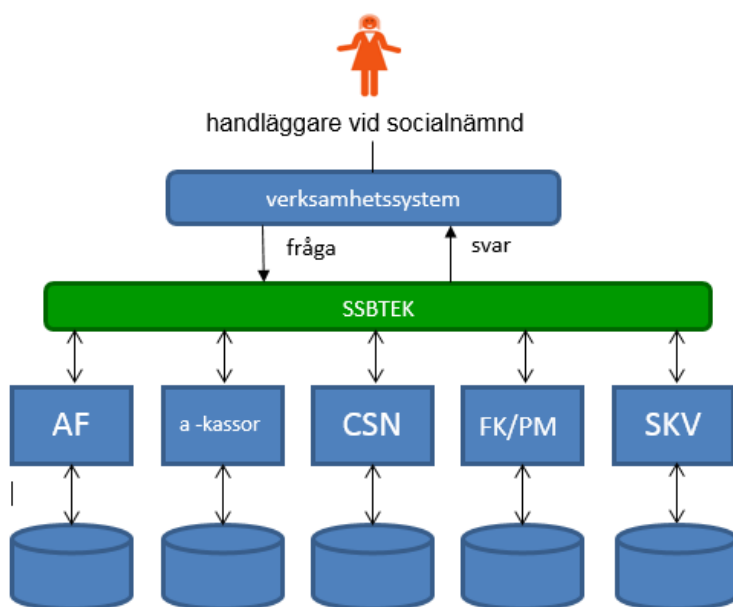 handläggare vid socialnämnd
verksamhetssystem
fråga
svar
SSBTEK
AF
a -kassor
CSN
FK/PM
SKV